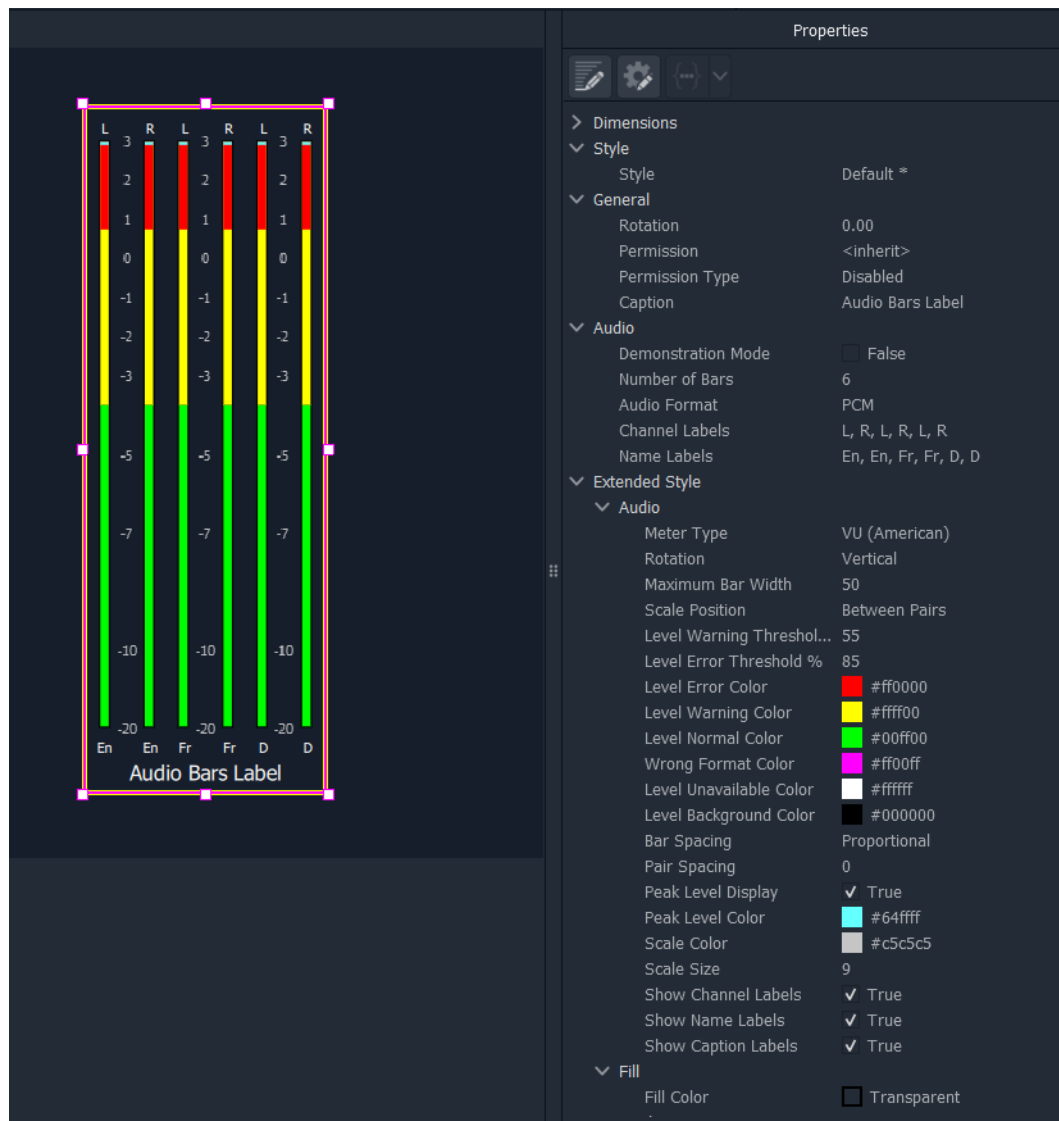 Properties
Dimensions
Style
Style Default *
General
Rotation 0.00
Permission <inherit>
Permission Type Disabled
Caption Audio Bars Label
Audio
Demonstration Mode False
Number of Bars 6
Audio Format PCM
Channel Labels L, R, L, R, L, R
Name Labels En, En, Fr, Fr, D, D
Extended Style
Audio
Meter Type VU (American)
Rotation Vertical
Maximum Bar Width 50
Scale Position Between Pairs
Level Warning Threshol... 55
Level Error Threshold % 85
Level Error Color #ff0000
Level Warning Color #ffff00
Level Normal Color #00ff00
Wrong Format Color #ff00ff
Level Unavailable Color #ffffff
Level Background Color #000000
Bar Spacing Proportional
Pair Spacing 0
Peak Level Display True
Peak Level Color #64ffff
Scale Color #c5c5c5
Scale Size 9
Show Channel Labels True
Show Name Labels True
Show Caption Labels True
Fill
Fill Color Transparent
L R L R L R
3 3 3
2 2 2
1 1 1
0 0 0
-1 -1 -1
-2 -2 -2
-3 -3 -3
-5 -5 -5
-7 -7 -7
-10 -10 -10
-20 -20 -20
En En Fr Fr D D
Audio Bars Label